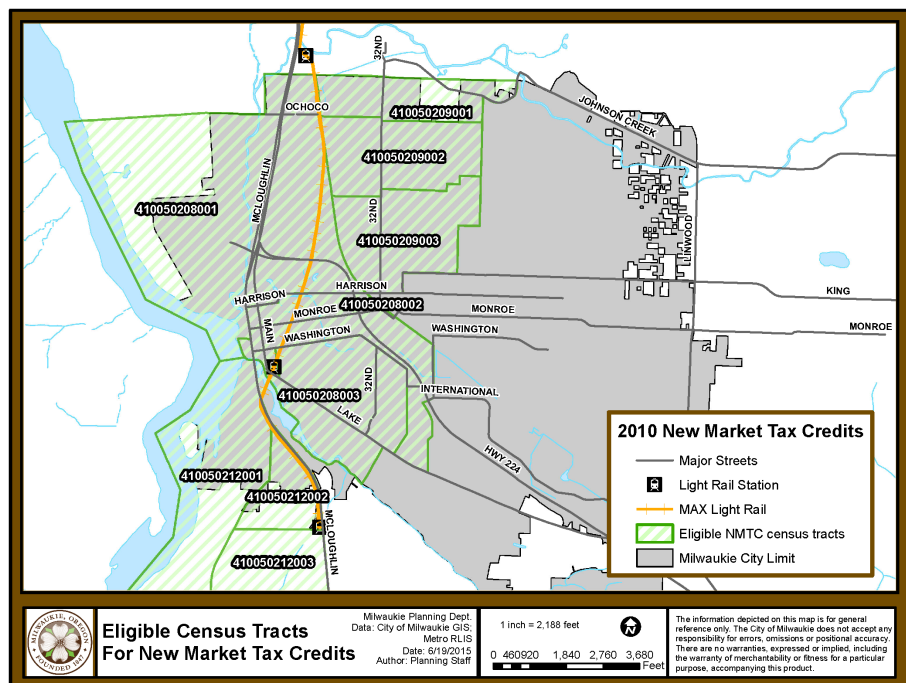 32ND
OCHOCO
410050209001
JOHNSON CREEK
410050209002
MCLOUGHLIN
410050208001
32ND
LINWOOD
410050209003
HARRISON
HARRISON
KING
410050208002
MONROE
MONROE
MONROE
MAIN
WASHINGTON
WASHINGTON
32ND
INTERNATIONAL
410050208003
LAKE
HWY 224
410050212001
410050212002
MCLOUGHLIN
410050212003
2010 New Market Tax Credits
Major Streets
Light Rail Station
MAX Light Rail
Eligible NMTC census tracts
Milwaukie City Limit
MILWAUKIE, OREGON
FOUNDED 1847
Eligible Census Tracts
For New Market Tax Credits
Milwaukie Planning Dept.
Data: City of Milwaukie GIS;
Metro RLIS
Date: 6/19/2015
Author: Planning Staff
1 inch = 2,188 feet
0 460920 1,840 2,760 3,680
Feet
The information depicted on this map is for general
reference only. The City of Milwaukie does not accept any
responsibility for errors, omissions or positional accuracy.
There are no warranties, expressed or implied, including
the warranty of merchantability or fitness for a particular
purpose, accompanying this product.